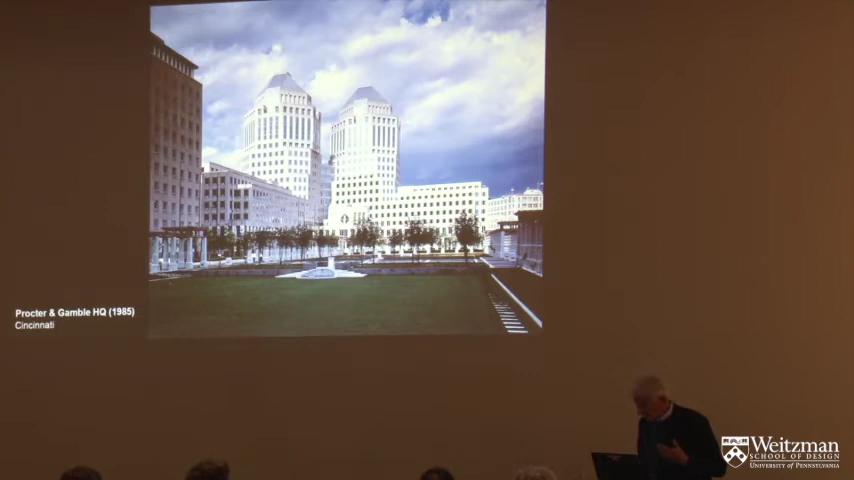 Procter & Gamble HQ (1985)
Cincinnati
Weitzman
SCHOOL OF DESIGN
UNIVERSITY OF PENNSYLVANIA